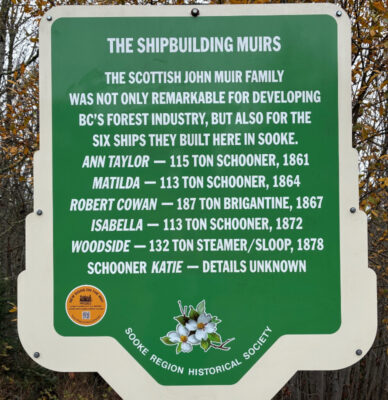 THE SHIPBUILDING MUIRS
THE SCOTTISH JOHN MUIR FAMILY
WAS NOT ONLY REMARKABLE FOR DEVELOPING
BC'S FOREST INDUSTRY, BUT ALSO FOR THE
SIX SHIPS THEY BUILT HERE IN SOOKE.
ANN TAYLOR — 115 TON SCHOONER, 1861
MATILDA — 113 TON SCHOONER, 1864
ROBERT COWAN — 187 TON BRIGANTINE, 1867
ISABELLA — 113 TON SCHOONER, 1872
WOODSIDE — 132 TON STEAMER/SLOOP, 1878
SCHOONER KATIE — DETAILS UNKNOWN
SOOKE REGION HISTORICAL SOCIETY